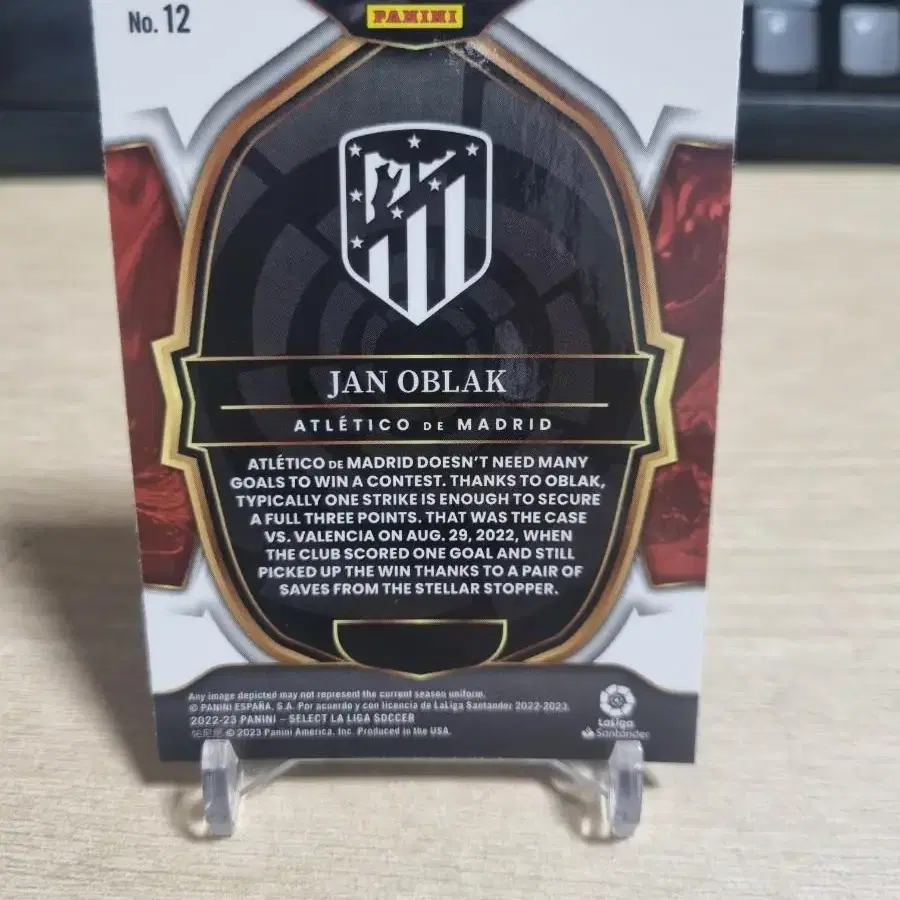 No. 12
PANINI
JAN OBLAK
ATLÉTICO DE MADRID
ATLÉTICO DE MADRID DOESN'T NEED MANY
GOALS TO WIN A CONTEST. THANKS TO OBLAK,
TYPICALLY ONE STRIKE IS ENOUGH TO SECURE
A FULL THREE POINTS. THAT WAS THE CASE
VS. VALENCIA ON AUG. 29, 2022, WHEN
THE CLUB SCORED ONE GOAL AND STILL
PICKED UP THE WIN THANKS TO A PAIR OF
SAVES FROM THE STELLAR STOPPER.
Any image depicted may not represent the current season uniform.
© PANINI ESPAÑA, S.A. Por acuerdo y con licencia de LaLiga Santander 2022-2023.
2022-23 PANINI – SELECT LA LIGA SOCCER
© 2023 Panini America, Inc. Produced in the USA.
LaLiga
Santander